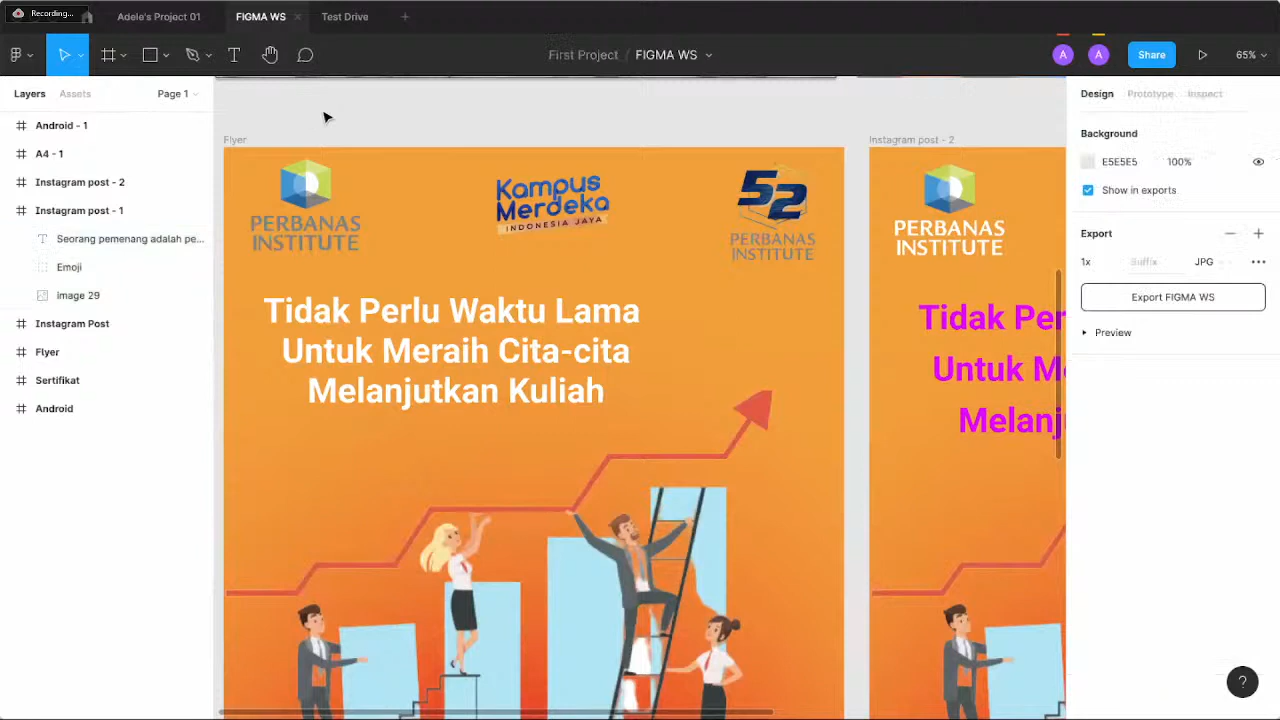 Recording...
Adele's Project 01
FIGMA WS
Test Drive
First Project / FIGMA WS
A
A
Share
65%
Layers
Assets
Page 1
Android - 1
A4 - 1
Instagram post - 2
Instagram post - 1
Seorang pemenang adalah pe...
Emoji
image 29
Instagram Post
Flyer
Sertifikat
Android
Flyer
PERBANAS
INSTITUTE
Kampus
Merdeka
INDONESIA JAYA
52
PERBANAS
INSTITUTE
Tidak Perlu Waktu Lama
Untuk Meraih Cita-cita
Melanjutkan Kuliah
Instagram post - 2
PERBANAS
INSTITUTE
Tidak Per
Untuk M
Melanj
Design
Prototype
Inspect
Background
E5E5E5
100%
Show in exports
Export
1x
Suffix
JPG
Export FIGMA WS
Preview
?